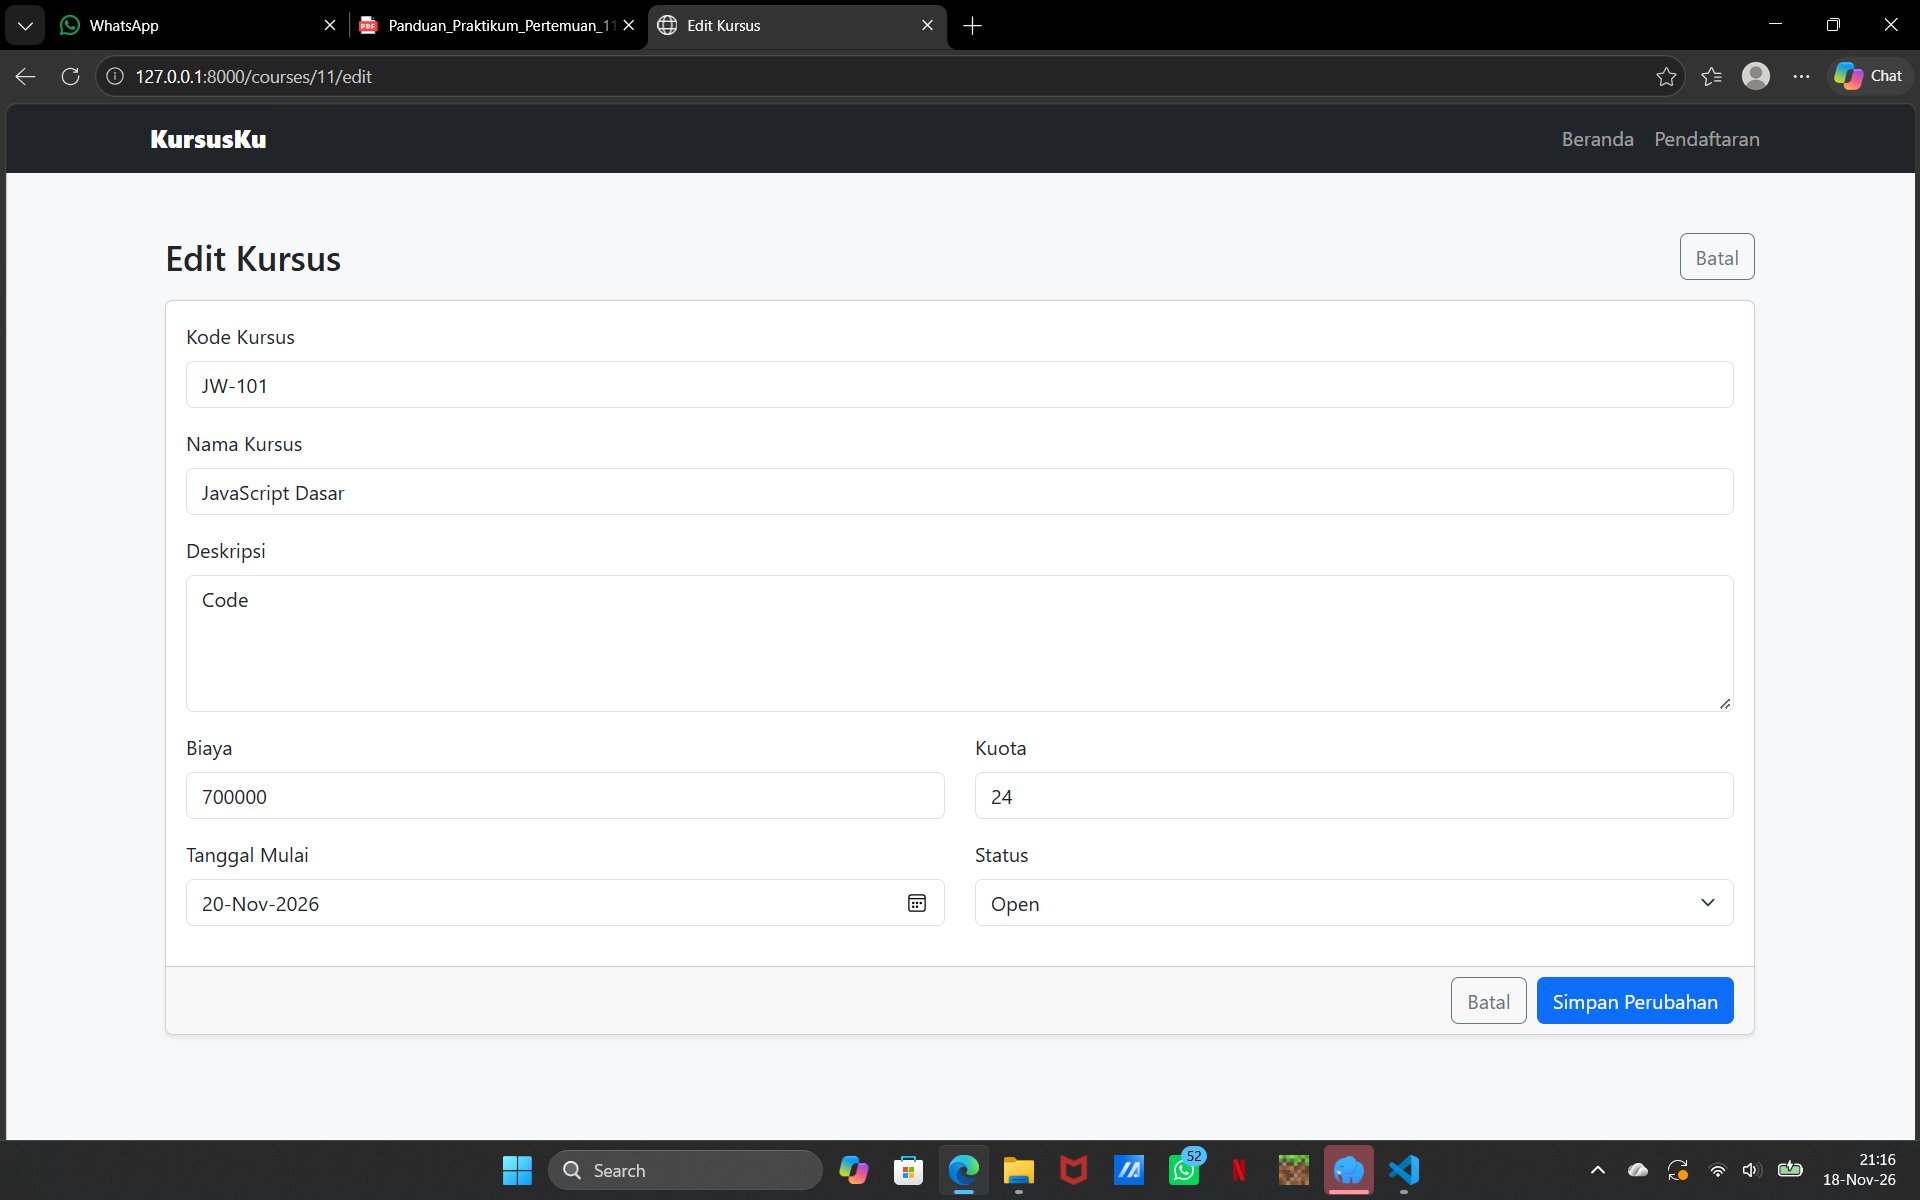 WhatsApp
Panduan_Praktikum_Pertemuan_11
Edit Kursus
127.0.0.1:8000/courses/11/edit
Chat
KursusKu
Beranda
Pendaftaran
Edit Kursus
Batal
Kode Kursus
JW-101
Nama Kursus
JavaScript Dasar
Deskripsi
Code
Biaya
Kuota
700000
24
Tanggal Mulai
Status
20-Nov-2026
Open
Batal
Simpan Perubahan
Search
52
21:16
18-Nov-26